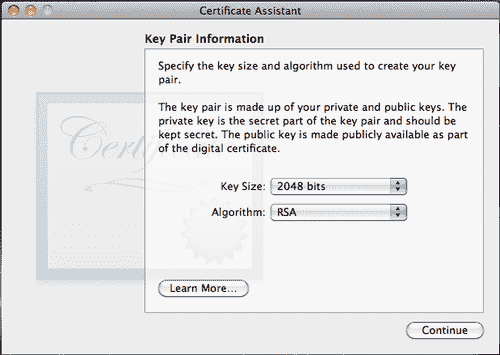 Certificate Assistant
Key Pair Information
Specify the key size and algorithm used to create your key
pair.
The key pair is made up of your private and public keys. The
private key is the secret part of the key pair and should be
kept secret. The public key is made publicly available as part
of the digital certificate.
Key Size: 2048 bits
Algorithm: RSA
Learn More...
Continue